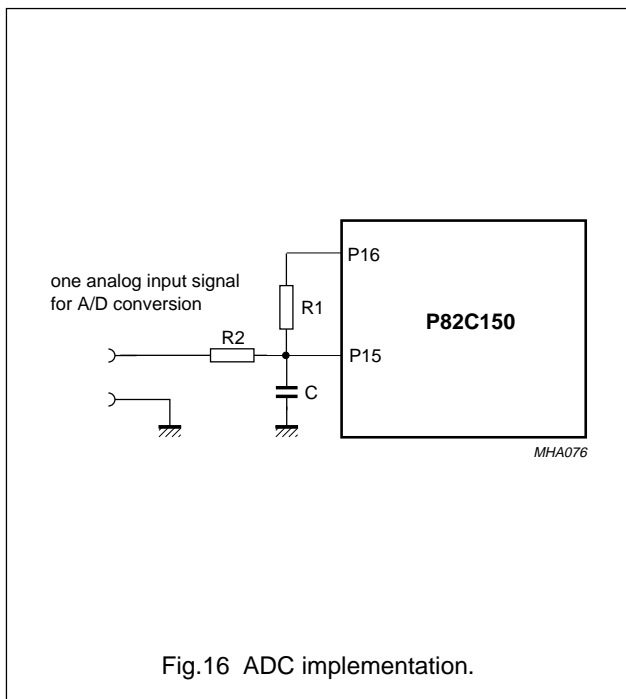 one analog input signal
for A/D conversion
P16
R1
P82C150
R2
P15
C
MHA076
Fig.16 ADC implementation.